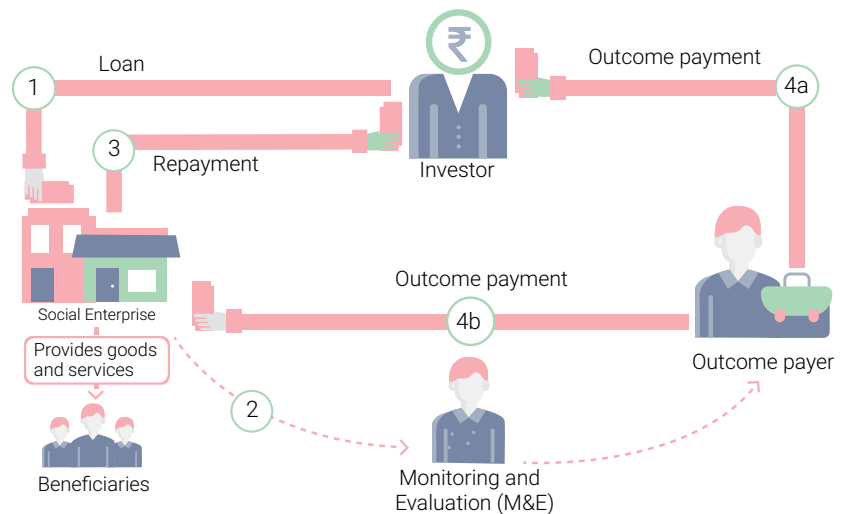 1
Loan
₹
Outcome payment
4a
3
Repayment
Investor
Social Enterprise
Provides goods
and services
Beneficiaries
2
Outcome payment
4b
Outcome payer
Monitoring and
Evaluation (M&E)